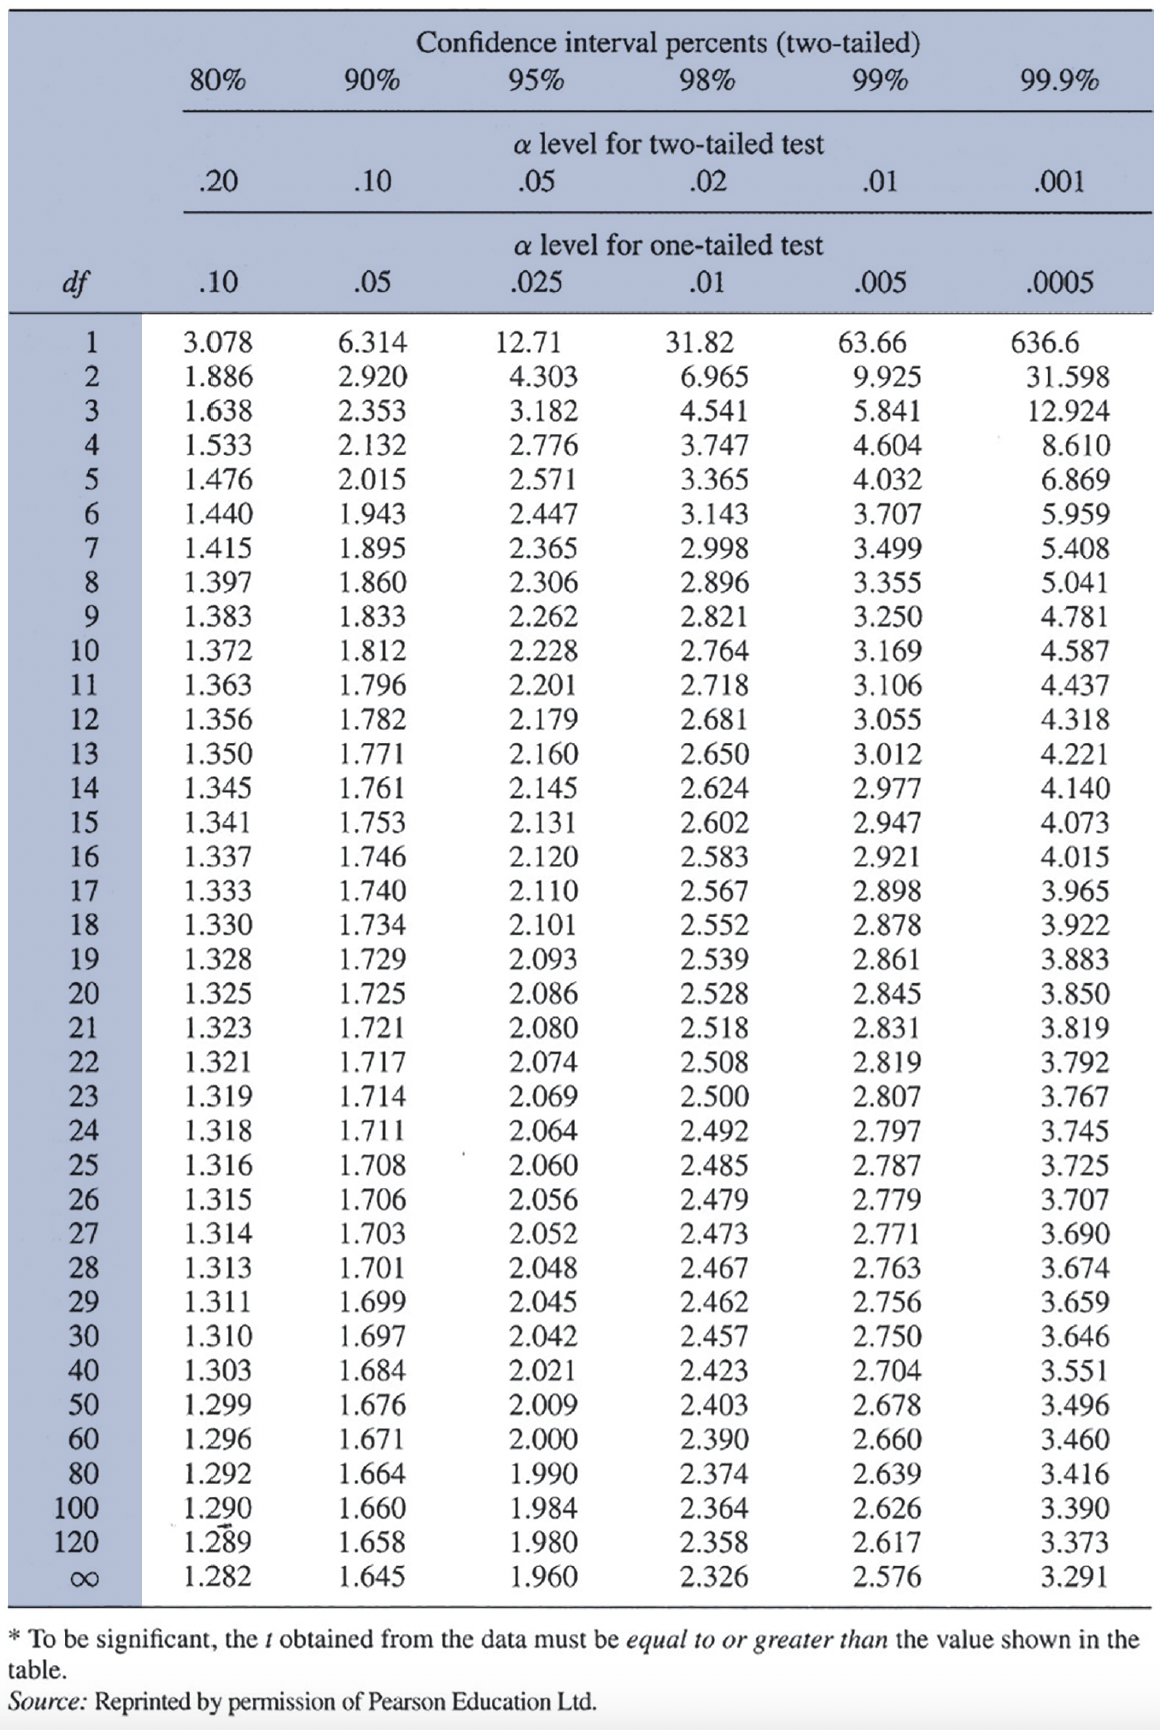 Confidence interval percents (two-tailed)
80% 90% 95% 98% 99% 99.9%
α level for two-tailed test
.20 .10 .05 .02 .01 .001
α level for one-tailed test
df .10 .05 .025 .01 .005 .0005
1 3.078 6.314 12.71 31.82 63.66 636.6
2 1.886 2.920 4.303 6.965 9.925 31.598
3 1.638 2.353 3.182 4.541 5.841 12.924
4 1.533 2.132 2.776 3.747 4.604 8.610
5 1.476 2.015 2.571 3.365 4.032 6.869
6 1.440 1.943 2.447 3.143 3.707 5.959
7 1.415 1.895 2.365 2.998 3.499 5.408
8 1.397 1.860 2.306 2.896 3.355 5.041
9 1.383 1.833 2.262 2.821 3.250 4.781
10 1.372 1.812 2.228 2.764 3.169 4.587
11 1.363 1.796 2.201 2.718 3.106 4.437
12 1.356 1.782 2.179 2.681 3.055 4.318
13 1.350 1.771 2.160 2.650 3.012 4.221
14 1.345 1.761 2.145 2.624 2.977 4.140
15 1.341 1.753 2.131 2.602 2.947 4.073
16 1.337 1.746 2.120 2.583 2.921 4.015
17 1.333 1.740 2.110 2.567 2.898 3.965
18 1.330 1.734 2.101 2.552 2.878 3.922
19 1.328 1.729 2.093 2.539 2.861 3.883
20 1.325 1.725 2.086 2.528 2.845 3.850
21 1.323 1.721 2.080 2.518 2.831 3.819
22 1.321 1.717 2.074 2.508 2.819 3.792
23 1.319 1.714 2.069 2.500 2.807 3.767
24 1.318 1.711 2.064 2.492 2.797 3.745
25 1.316 1.708 2.060 2.485 2.787 3.725
26 1.315 1.706 2.056 2.479 2.779 3.707
27 1.314 1.703 2.052 2.473 2.771 3.690
28 1.313 1.701 2.048 2.467 2.763 3.674
29 1.311 1.699 2.045 2.462 2.756 3.659
30 1.310 1.697 2.042 2.457 2.750 3.646
40 1.303 1.684 2.021 2.423 2.704 3.551
50 1.299 1.676 2.009 2.403 2.678 3.496
60 1.296 1.671 2.000 2.390 2.660 3.460
80 1.292 1.664 1.990 2.374 2.639 3.416
100 1.290 1.660 1.984 2.364 2.626 3.390
120 1.289 1.658 1.980 2.358 2.617 3.373
∞ 1.282 1.645 1.960 2.326 2.576 3.291
* To be significant, the t obtained from the data must be equal to or greater than the value shown in the
table.
Source: Reprinted by permission of Pearson Education Ltd.